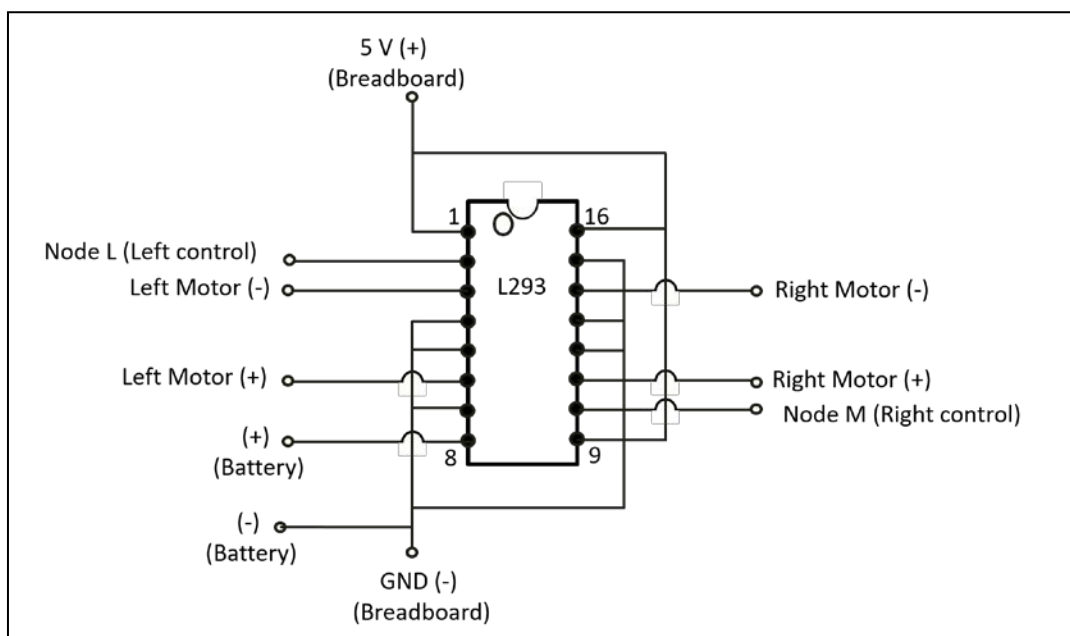 5 V (+)
(Breadboard)
1
16
Node L (Left control)
L293
Left Motor (-)
Right Motor (-)
Left Motor (+)
Right Motor (+)
Node M (Right control)
(+)
(Battery)
8
9
(-)
(Battery)
GND (-)
(Breadboard)